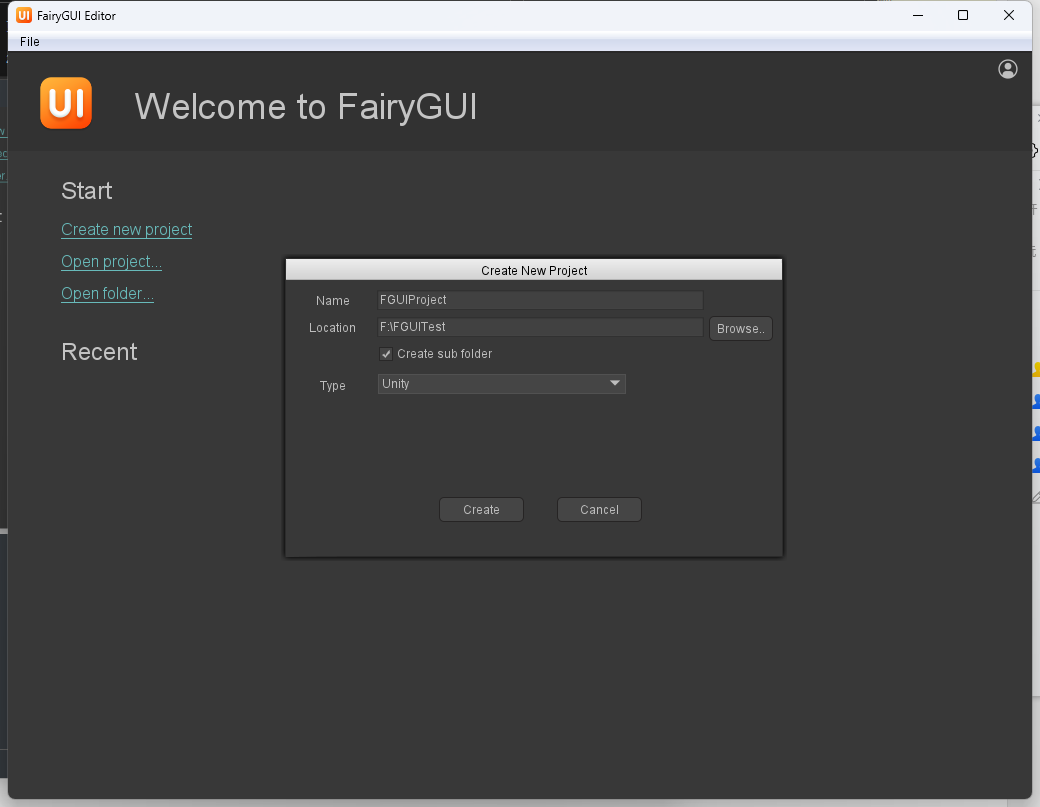 UI FairyGUI Editor
File
UI Welcome to FairyGUI
Start
Create new project
Open project...
Open folder...
Recent
Create New Project
Name FGUIProject
Location F:\FGUITest Browse..
Create sub folder
Type Unity
Create Cancel